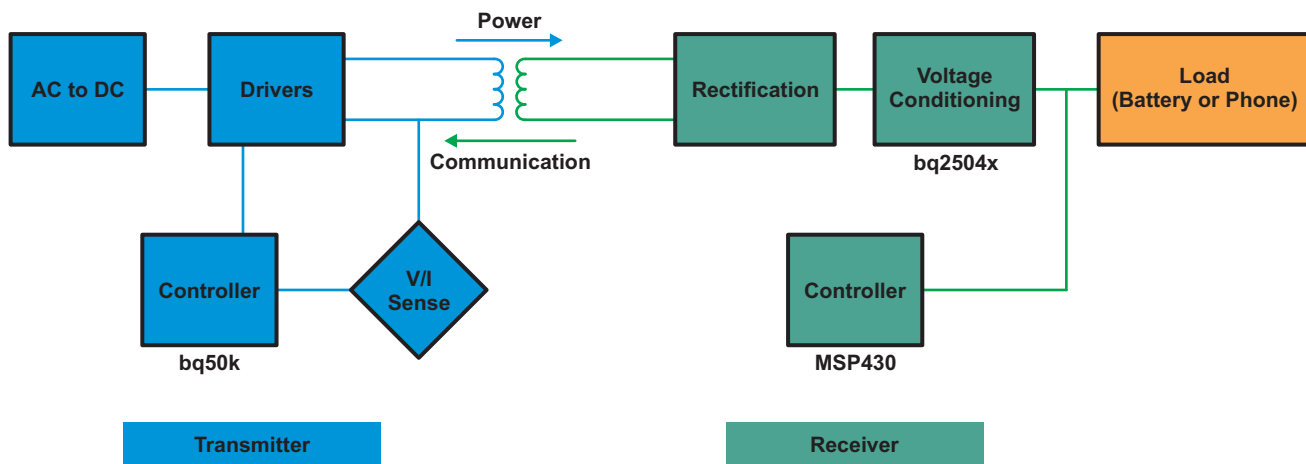 Power
AC to DC
Drivers
Rectification
Voltage
Conditioning
Load
(Battery or Phone)
Communication
bq2504x
Controller
V/I
Sense
Controller
bq50k
MSP430
Transmitter
Receiver